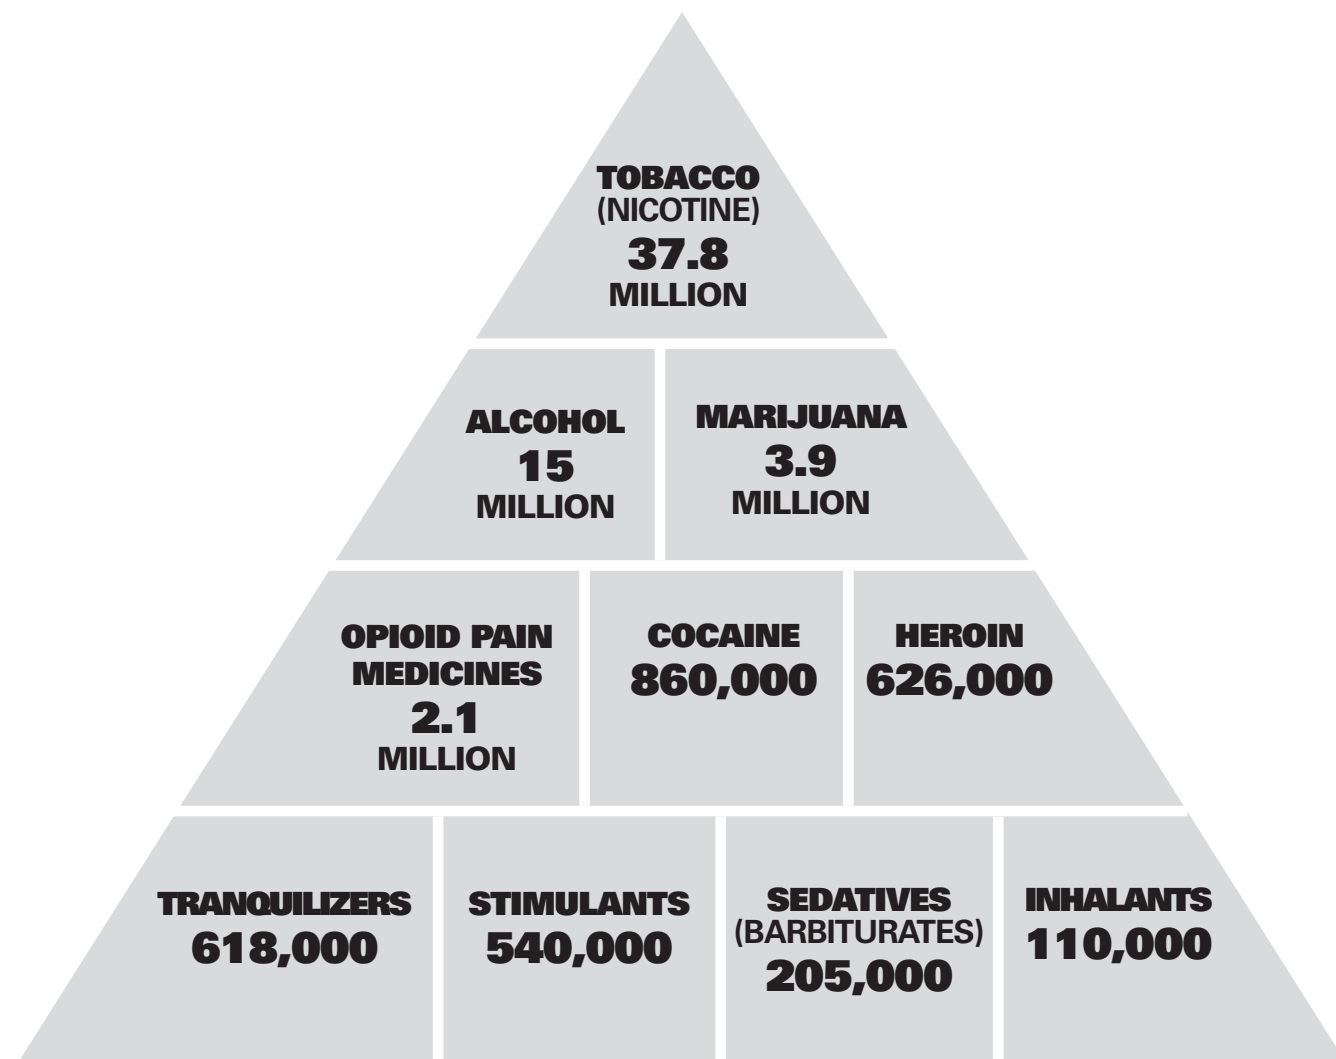 TOBACCO
(NICOTINE)
37.8
MILLION
ALCOHOL
15
MILLION
MARIJUANA
3.9
MILLION
OPIOID PAIN
MEDICINES
2.1
MILLION
COCAINE
860,000
HEROIN
626,000
TRANQUILIZERS
618,000
STIMULANTS
540,000
SEDATIVES
(BARBITURATES)
205,000
INHALANTS
110,000